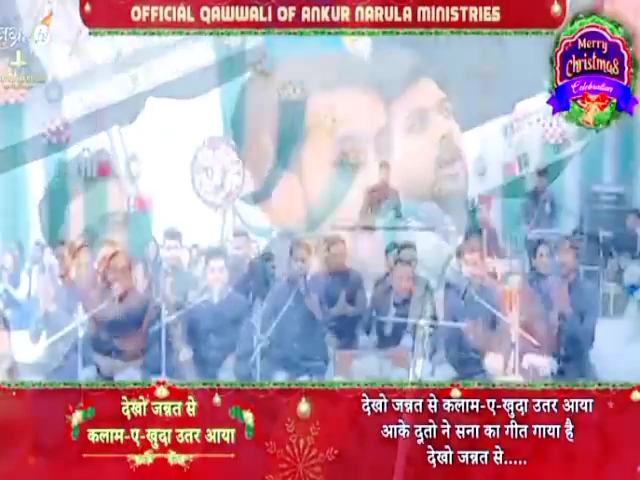 OFFICIAL QAWWALI OF ANKUR NARULA MINISTRIES
Merry
Christmas
Celebration
देखो जन्नत से
कलाम-ए-खुदा उतर आया
देखो जन्नत से कलाम-ए-खुदा उतर आया
आके दूतो ने सना का गीत गाया है
देखो जन्नत से.....